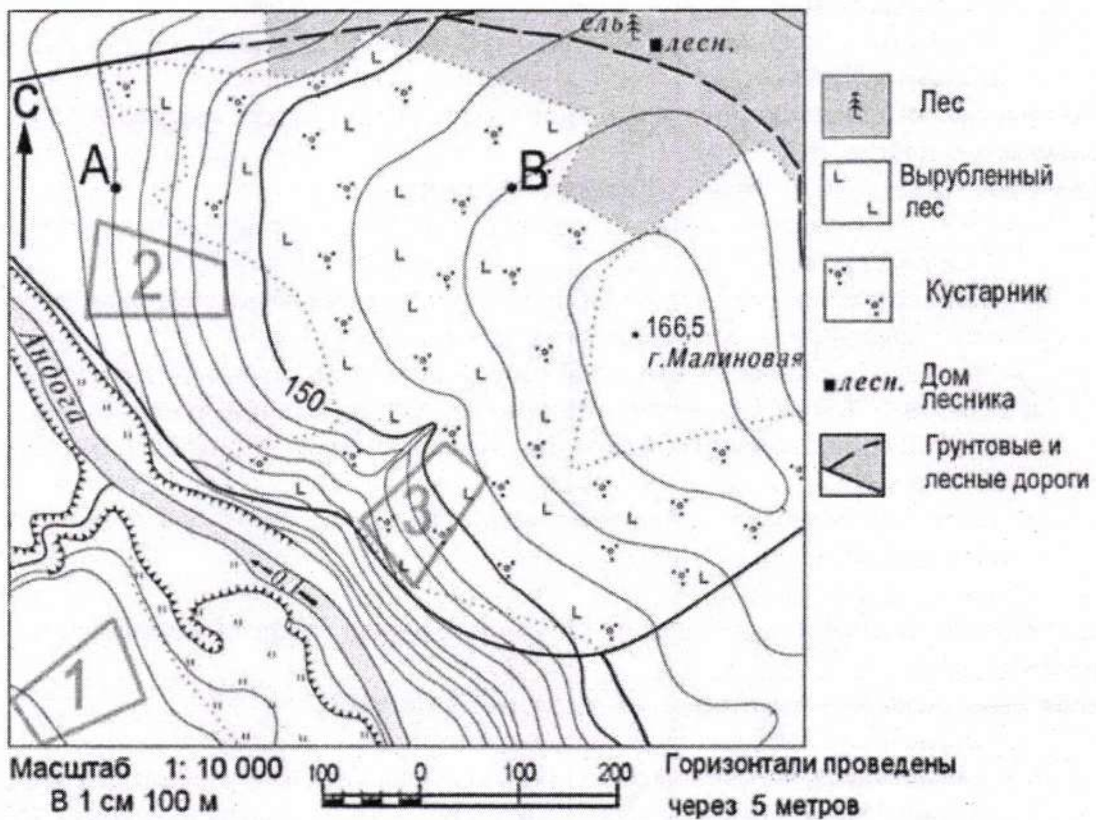 ель
лесн.
С
А
В
2
166,5
г.Малиновая
Андога
150
3
0,1
1
Лес
Вырубленный
лес
Кустарник
лесн. Дом
лесника
Грунтовые и
лесные дороги
Масштаб 1: 10 000
В 1 см 100 м
100 0 100 200
Горизонтали проведены
через 5 метров